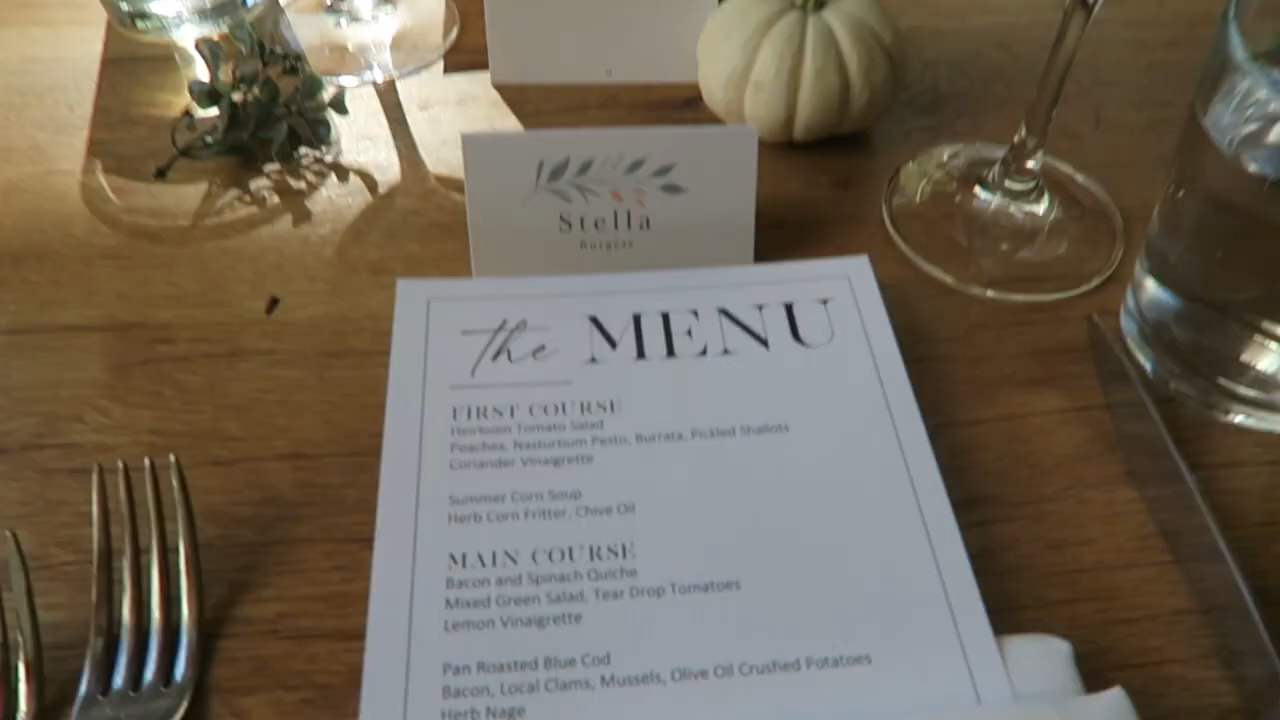 Stella
Burgess
the MENU
FIRST COURSE
Heirloom Tomato Salad
Peaches, Nasturtium Pesto, Burrata, Pickled Shallots
Coriander Vinaigrette
Summer Corn Soup
Herb Corn Fritter, Chive Oil
MAIN COURSE
Bacon and Spinach Quiche
Mixed Green Salad, Tear Drop Tomatoes
Lemon Vinaigrette
Pan Roasted Blue Cod
Bacon, Local Clams, Mussels, Olive Oil Crushed Potatoes
Herb Nage